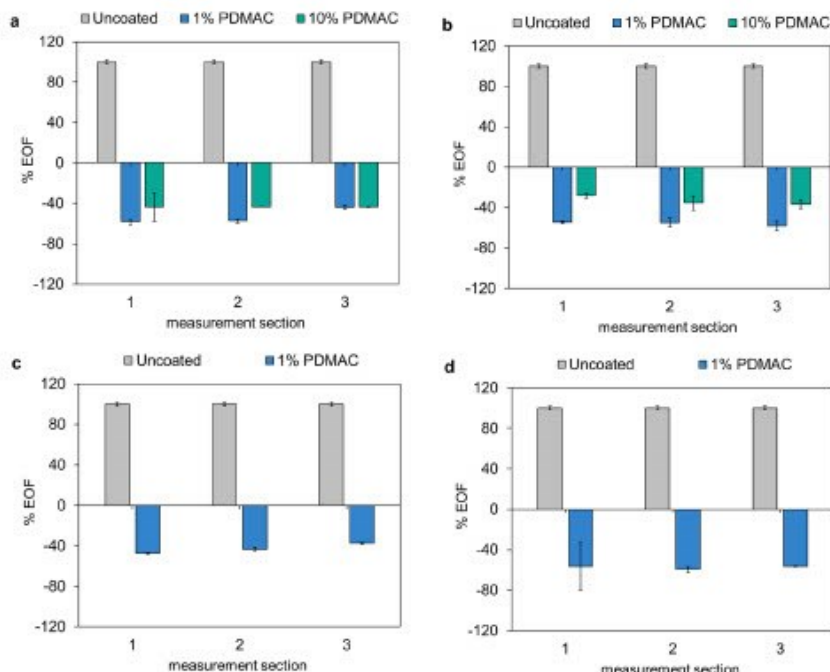 a
Uncoated 1% PDMAC 10% PDMAC
120
80
40
0
-40
-80
-120
% EOF
1 2 3
measurement section
b
Uncoated 1% PDMAC 10% PDMAC
120
80
40
0
-40
-80
-120
% EOF
1 2 3
measurement section
c
Uncoated 1% PDMAC
120
80
40
0
-40
-80
-120
% EOF
1 2 3
measurement section
d
Uncoated 1% PDMAC
120
80
40
0
-40
-80
-120
% EOF
1 2 3
measurement section